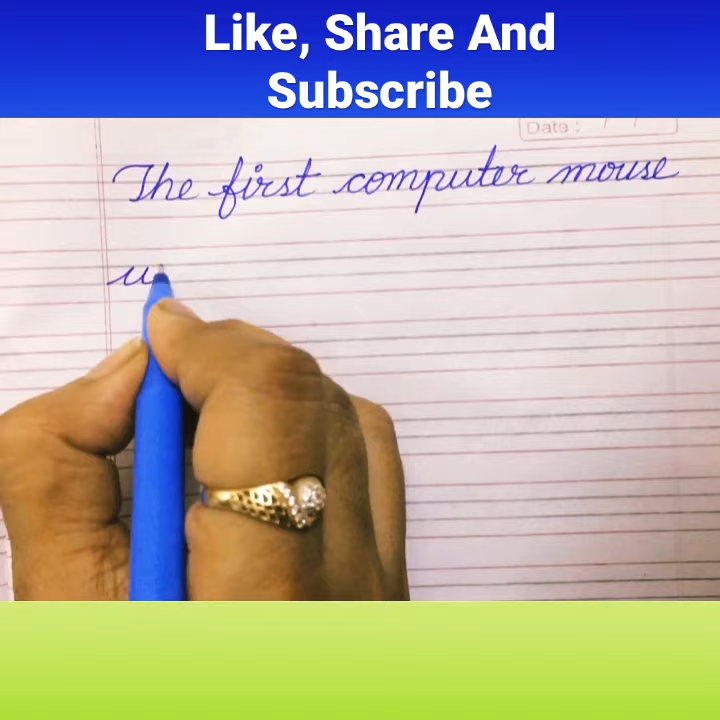 Like, Share And
Subscribe
Date : / /
The first computer mouse